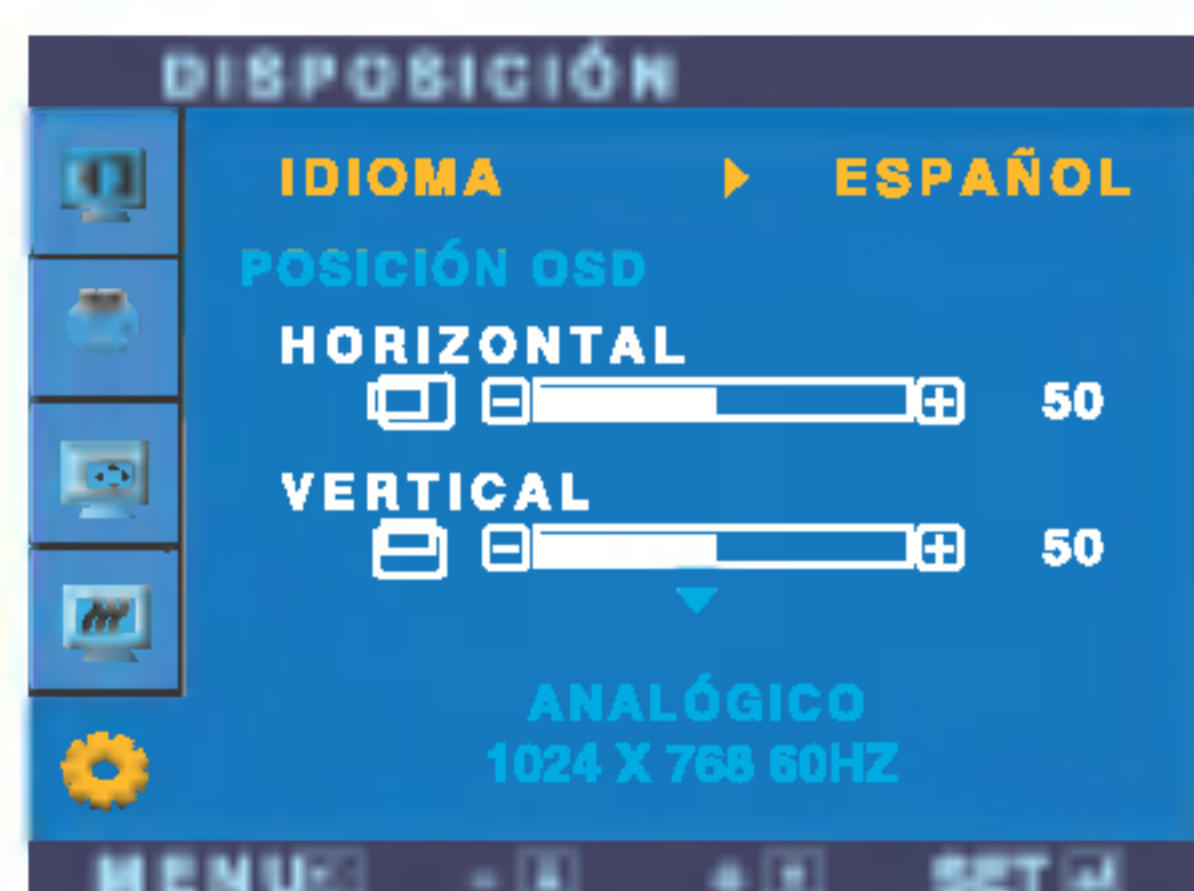 DISPOSICIÓN
IDIOMA ESPAÑOL
POSICIÓN OSD
HORIZONTAL
50
VERTICAL
50
ANALÓGICO
1024 X 768 60HZ
MENU - + SET